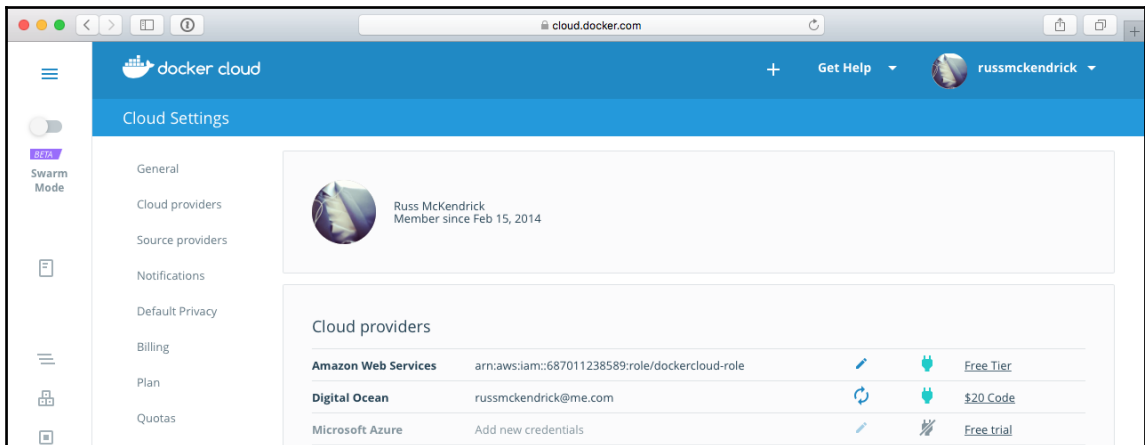 cloud.docker.com
docker cloud
+ Get Help russmckendrick
Cloud Settings
BETA
Swarm
Mode
General
Cloud providers
Source providers
Notifications
Default Privacy
Billing
Plan
Quotas
Russ McKendrick
Member since Feb 15, 2014
Cloud providers
Amazon Web Services arn:aws:iam::687011238589:role/dockercloud-role Free Tier
Digital Ocean russmckendrick@me.com $20 Code
Microsoft Azure Add new credentials Free trial